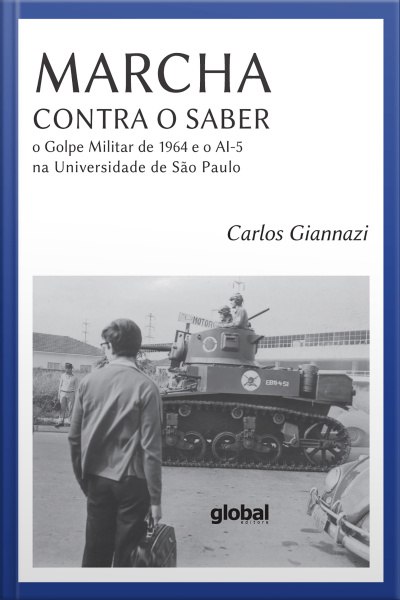 MARCHA
CONTRA O SABER
o Golpe Militar de 1964 e o AI-5
na Universidade de São Paulo
Carlos Giannazi
global
editora